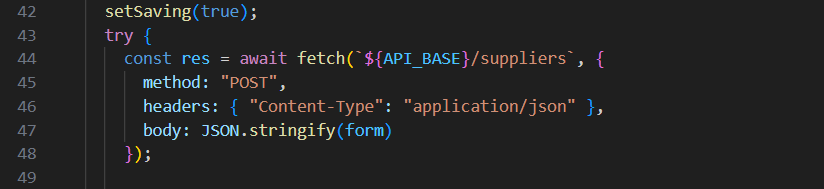 42 setSaving(true);
43 try {
44 const res = await fetch(`${API_BASE}/suppliers`, {
45 method: "POST",
46 headers: { "Content-Type": "application/json" },
47 body: JSON.stringify(form)
48 });
49